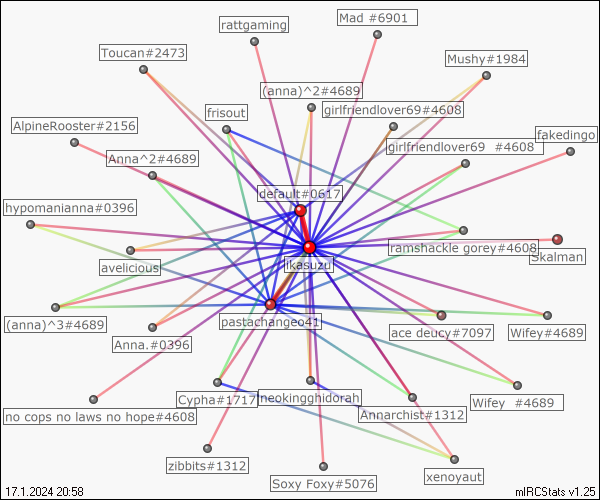 Mad #6901
rattgaming
Toucan#2473
Mushy#1984
(anna)^2#4689
girlfriendlover69#4608
frisout
AlpineRooster#2156
fakedingo
girlfriendlover69 #4608
Anna^2#4689
default#0617
hypomanianna#0396
ramshackle gorey#4608
Skalman
ikasuzu
avelicious
(anna)^3#4689
pastachangeo41
ace deucy#7097
Wifey#4689
Anna.#0396
Cypha#1717
neokingghidorah
Wifey #4689
no cops no laws no hope#4608
Annarchist#1312
zibbits#1312
xenoyaut
Soxy Foxy#5076
17.1.2024 20:58
mIRCStats v1.25